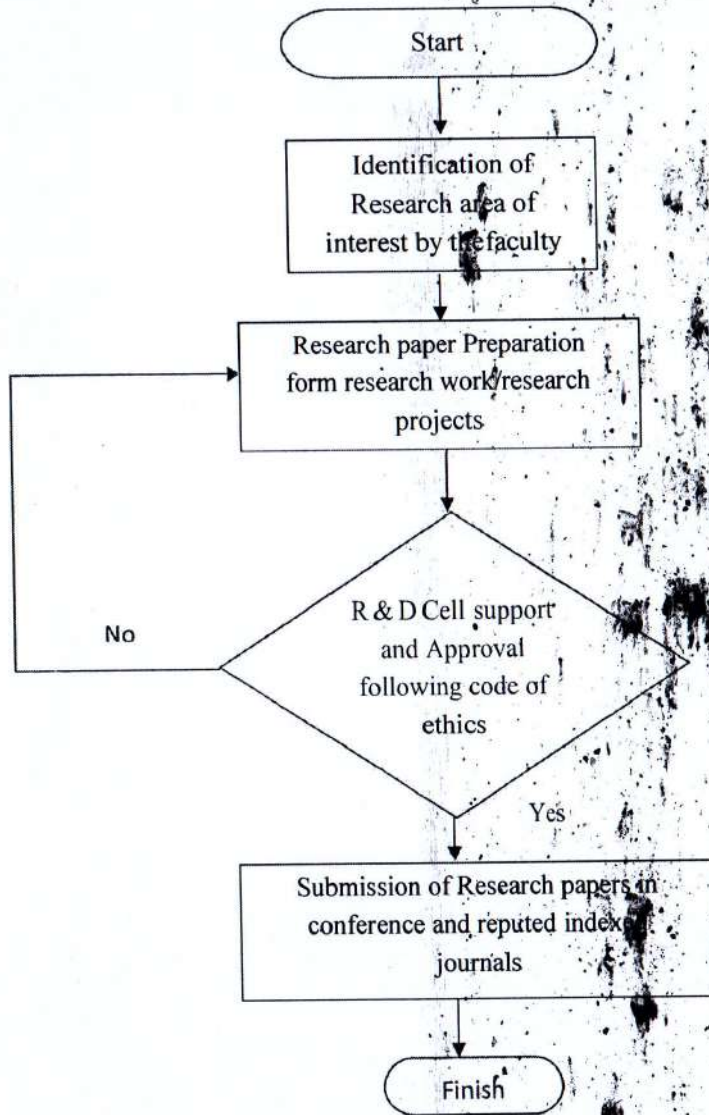 Start
Identification of
Research area of
interest by the faculty
Research paper Preparation
form research work/research
projects
R & D Cell support
and Approval
following code of
ethics
No
Yes
Submission of Research papers in
conference and reputed indexed
journals
Finish